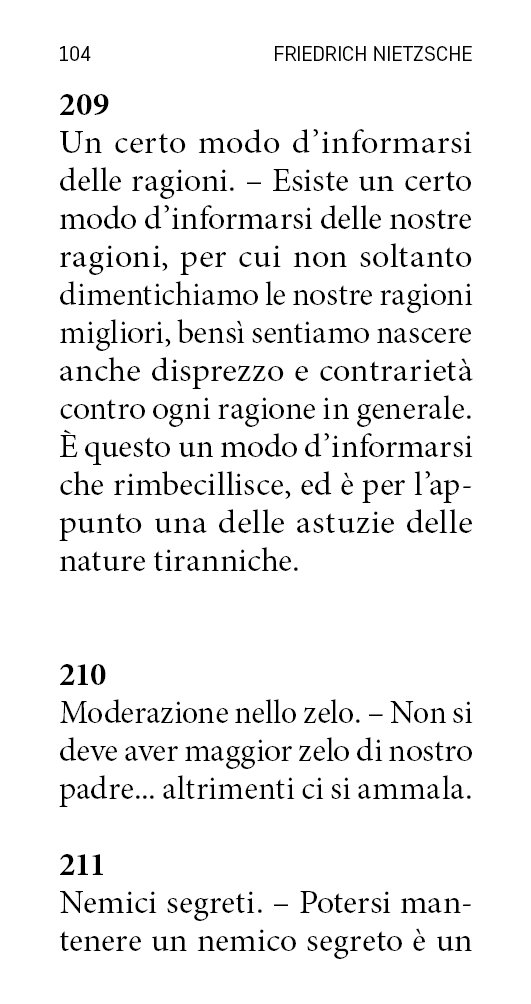 104 FRIEDRICH NIETZSCHE
209
Un certo modo d’informarsi
delle ragioni. – Esiste un certo
modo d’informarsi delle nostre
ragioni, per cui non soltanto
dimentichiamo le nostre ragioni
migliori, bensì sentiamo nascere
anche disprezzo e contrarietà
contro ogni ragione in generale.
È questo un modo d’informarsi
che rimbecillisce, ed è per l’ap-
punto una delle astuzie delle
nature tiranniche.
210
Moderazione nello zelo. – Non si
deve aver maggior zelo di nostro
padre... altrimenti ci si ammala.
211
Nemici segreti. – Potersi man-
tenere un nemico segreto è un